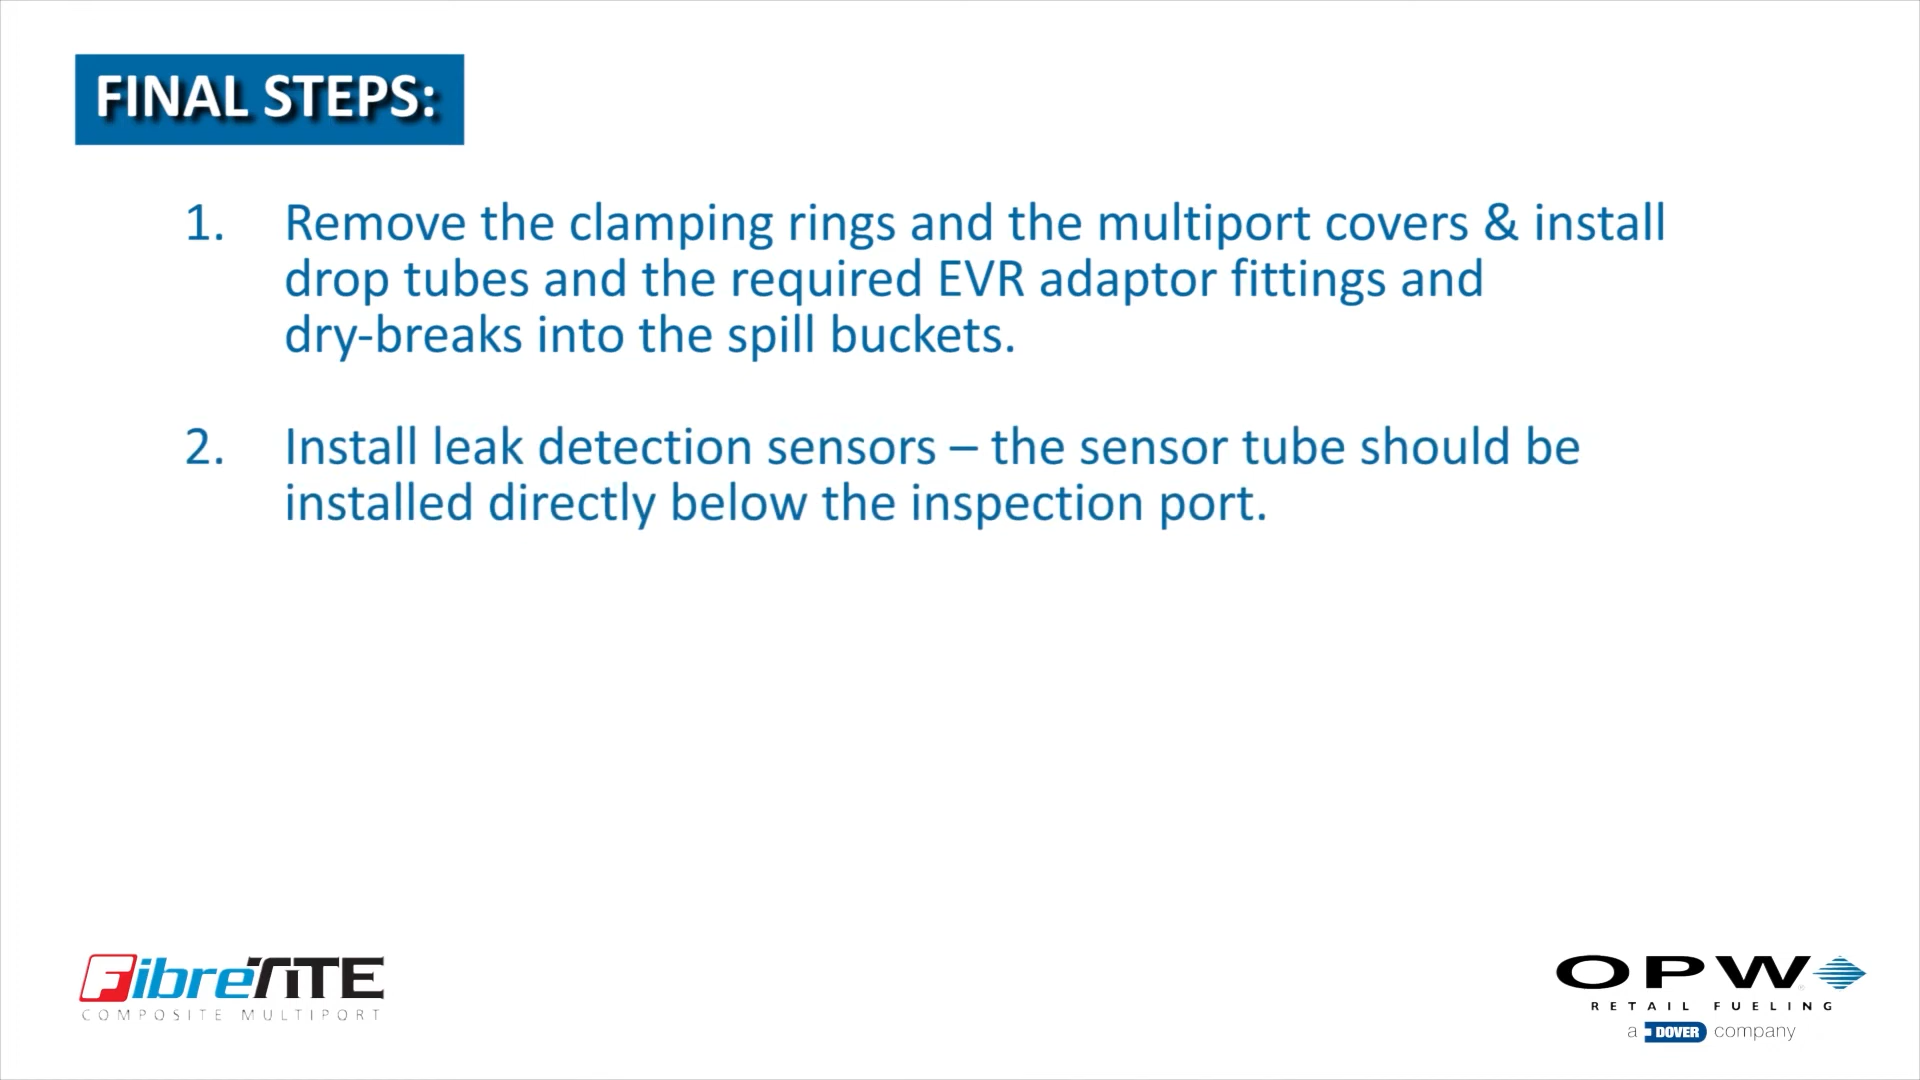 FINAL STEPS:
1. Remove the clamping rings and the multiport covers & install
drop tubes and the required EVR adaptor fittings and
dry-breaks into the spill buckets.
2. Install leak detection sensors – the sensor tube should be
installed directly below the inspection port.
FibreTITE
COMPOSITE MULTIPORT
OPW
RETAIL FUELING
a DOVER company